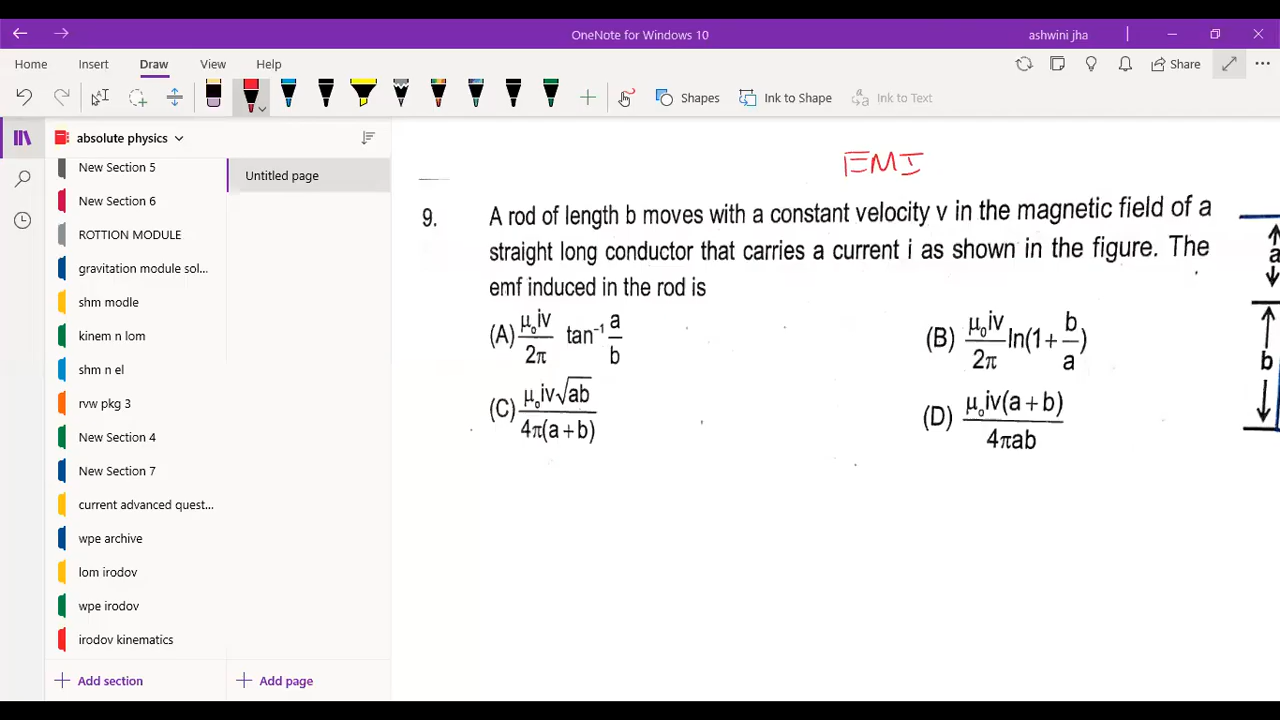 OneNote for Windows 10
ashwini jha
Home
Insert
Draw
View
Help
Share
Shapes
Ink to Shape
Ink to Text
absolute physics
New Section 5
New Section 6
ROTTION MODULE
gravitation module sol...
shm modle
kinem n lom
shm n el
rvw pkg 3
New Section 4
New Section 7
current advanced quest...
wpe archive
lom irodov
wpe irodov
irodov kinematics
Add section
Untitled page
Add page
EMI
9. A rod of length b moves with a constant velocity v in the magnetic field of a
straight long conductor that carries a current i as shown in the figure. The
emf induced in the rod is
(A) μ₀iv/2π tan⁻¹ a/b
(B) μ₀iv/2π ln(1 + b/a)
(C) μ₀iv√ab/4π(a + b)
(D) μ₀iv(a + b)/4πab
a
b